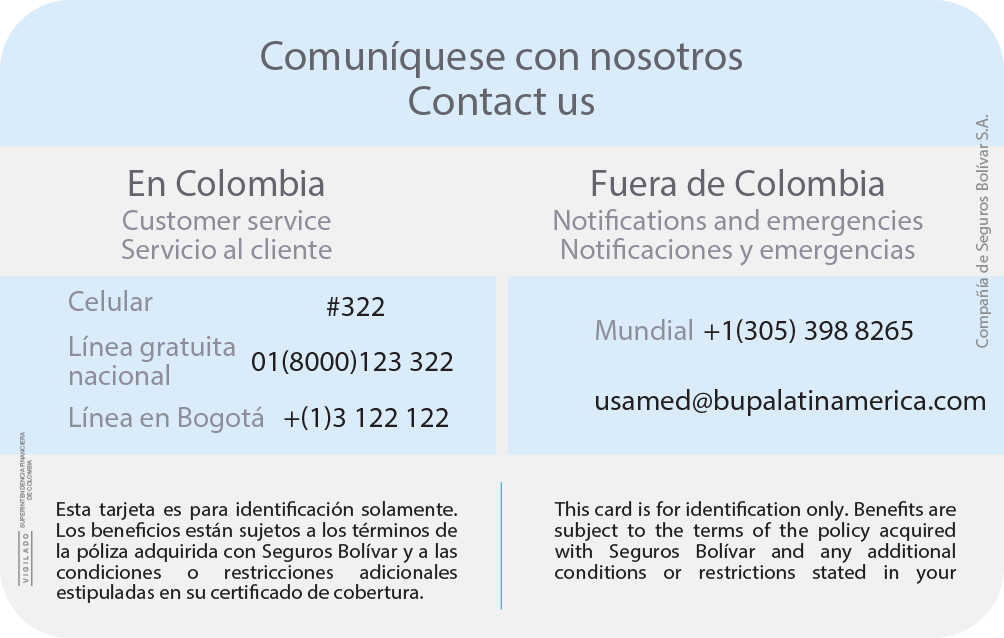 Comuníquese con nosotros
Contact us
En Colombia
Customer service
Servicio al cliente
Celular #322
Línea gratuita
nacional 01(8000)123 322
Línea en Bogotá +(1)3 122 122
Fuera de Colombia
Notifications and emergencies
Notificaciones y emergencias
Mundial +1(305) 398 8265
usamed@bupalatinamerica.com
Compañía de Seguros Bolívar S.A.
VIGILADO
SUPERINTENDENCIA FINANCIERA
DE COLOMBIA
Esta tarjeta es para identificación solamente.
Los beneficios están sujetos a los términos de
la póliza adquirida con Seguros Bolívar y a las
condiciones o restricciones adicionales
estipuladas en su certificado de cobertura.
This card is for identification only. Benefits are
subject to the terms of the policy acquired
with Seguros Bolívar and any additional
conditions or restrictions stated in your